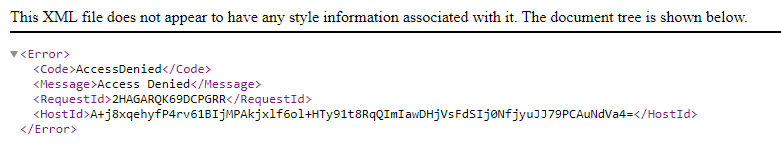 This XML file does not appear to have any style information associated with it. The document tree is shown below.
▼<Error>
<Code>AccessDenied</Code>
<Message>Access Denied</Message>
<RequestId>2HAGARQK69DCPGRR</RequestId>
<HostId>A+j8xqehyfP4rv61BIjMPAkjxlf6ol+HTy91t8RqQImIawDHjVsFdSIj0NfjyuJJ79PCAuNdVa4=</HostId>
</Error>